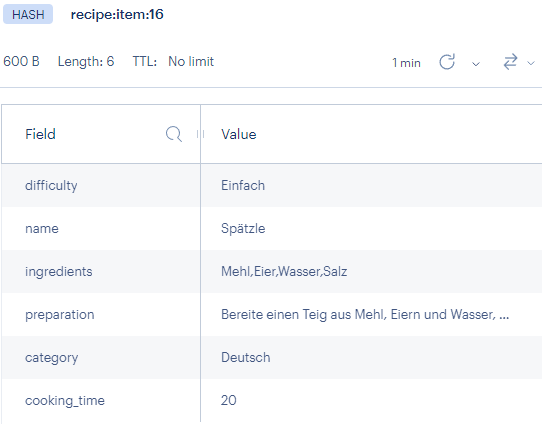 HASH recipe:item:16
600 B Length: 6 TTL: No limit 1 min
Field Value
difficulty Einfach
name Spätzle
ingredients Mehl,Eier,Wasser,Salz
preparation Bereite einen Teig aus Mehl, Eiern und Wasser, ...
category Deutsch
cooking_time 20